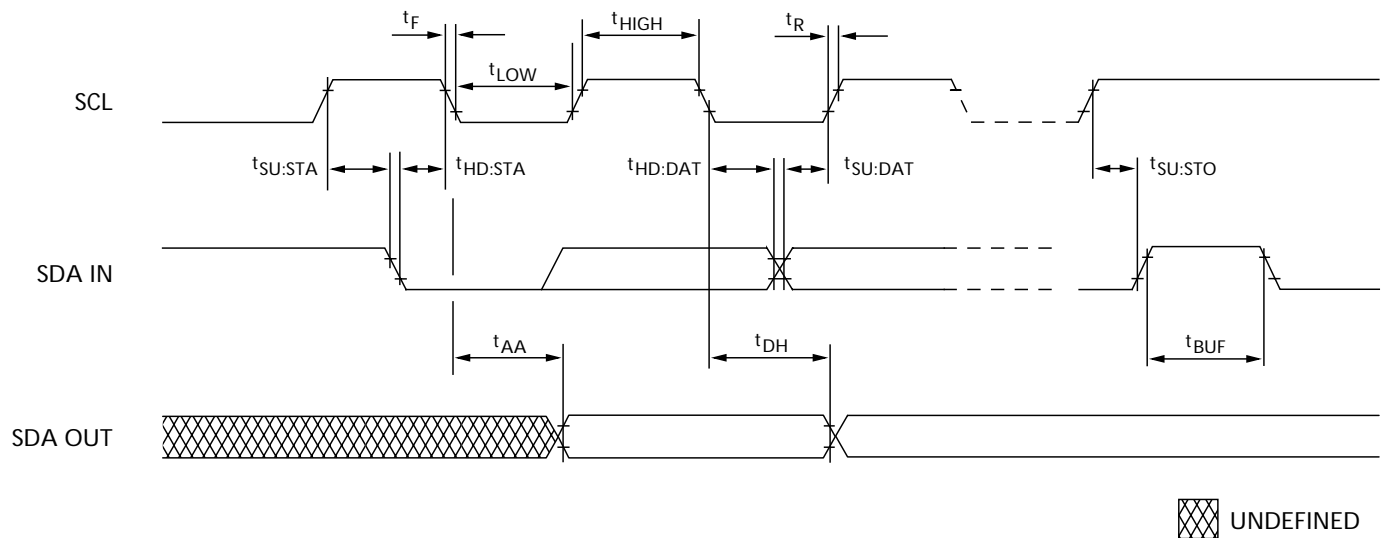 tF
tHIGH
tR
tLOW
SCL
tSU:STA
tHD:STA
tHD:DAT
tSU:DAT
tSU:STO
SDA IN
tAA
tDH
tBUF
SDA OUT
UNDEFINED